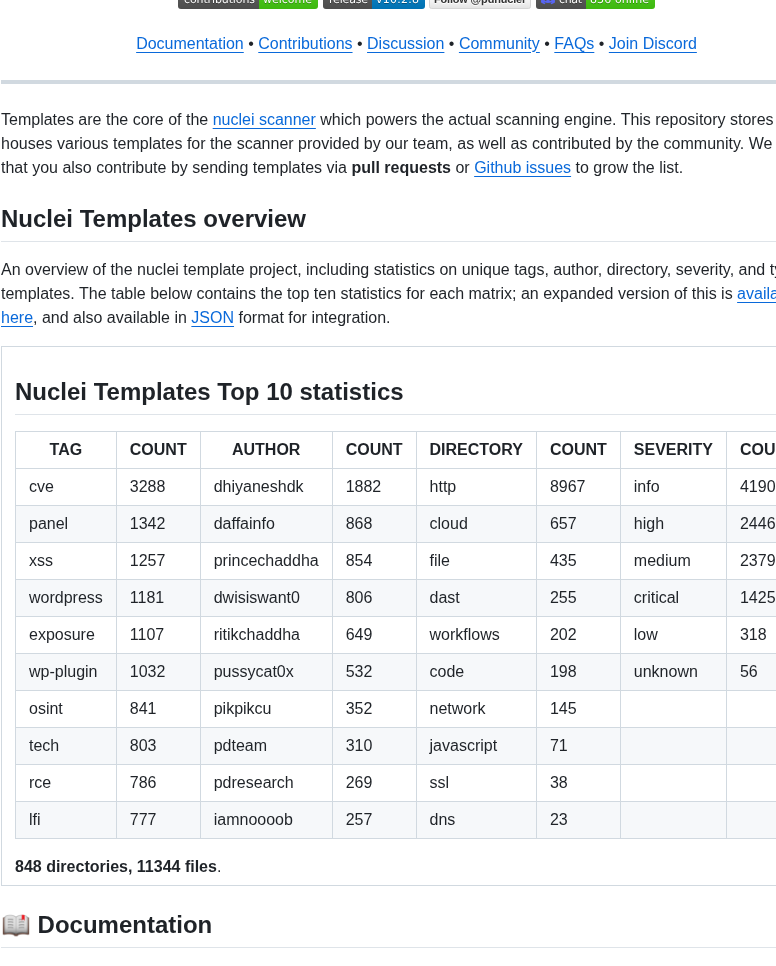 contributions welcome release v10.2.8 Follow @pdnuclei chat 856 online
Documentation • Contributions • Discussion • Community • FAQs • Join Discord
Templates are the core of the nuclei scanner which powers the actual scanning engine. This repository stores
houses various templates for the scanner provided by our team, as well as contributed by the community. We
that you also contribute by sending templates via pull requests or Github issues to grow the list.
Nuclei Templates overview
An overview of the nuclei template project, including statistics on unique tags, author, directory, severity, and
templates. The table below contains the top ten statistics for each matrix; an expanded version of this is
here, and also available in JSON format for integration.
Nuclei Templates Top 10 statistics
TAG COUNT AUTHOR COUNT DIRECTORY COUNT SEVERITY COU
cve 3288 dhiyaneshdk 1882 http 8967 info 4190
panel 1342 daffainfo 868 cloud 657 high 2446
xss 1257 princechaddha 854 file 435 medium 2379
wordpress 1181 dwisiswant0 806 dast 255 critical 1425
exposure 1107 ritikchaddha 649 workflows 202 low 318
wp-plugin 1032 pussycat0x 532 code 198 unknown 56
osint 841 pikpikcu 352 network 145
tech 803 pdteam 310 javascript 71
rce 786 pdresearch 269 ssl 38
lfi 777 iamnoooob 257 dns 23
848 directories, 11344 files.
Documentation